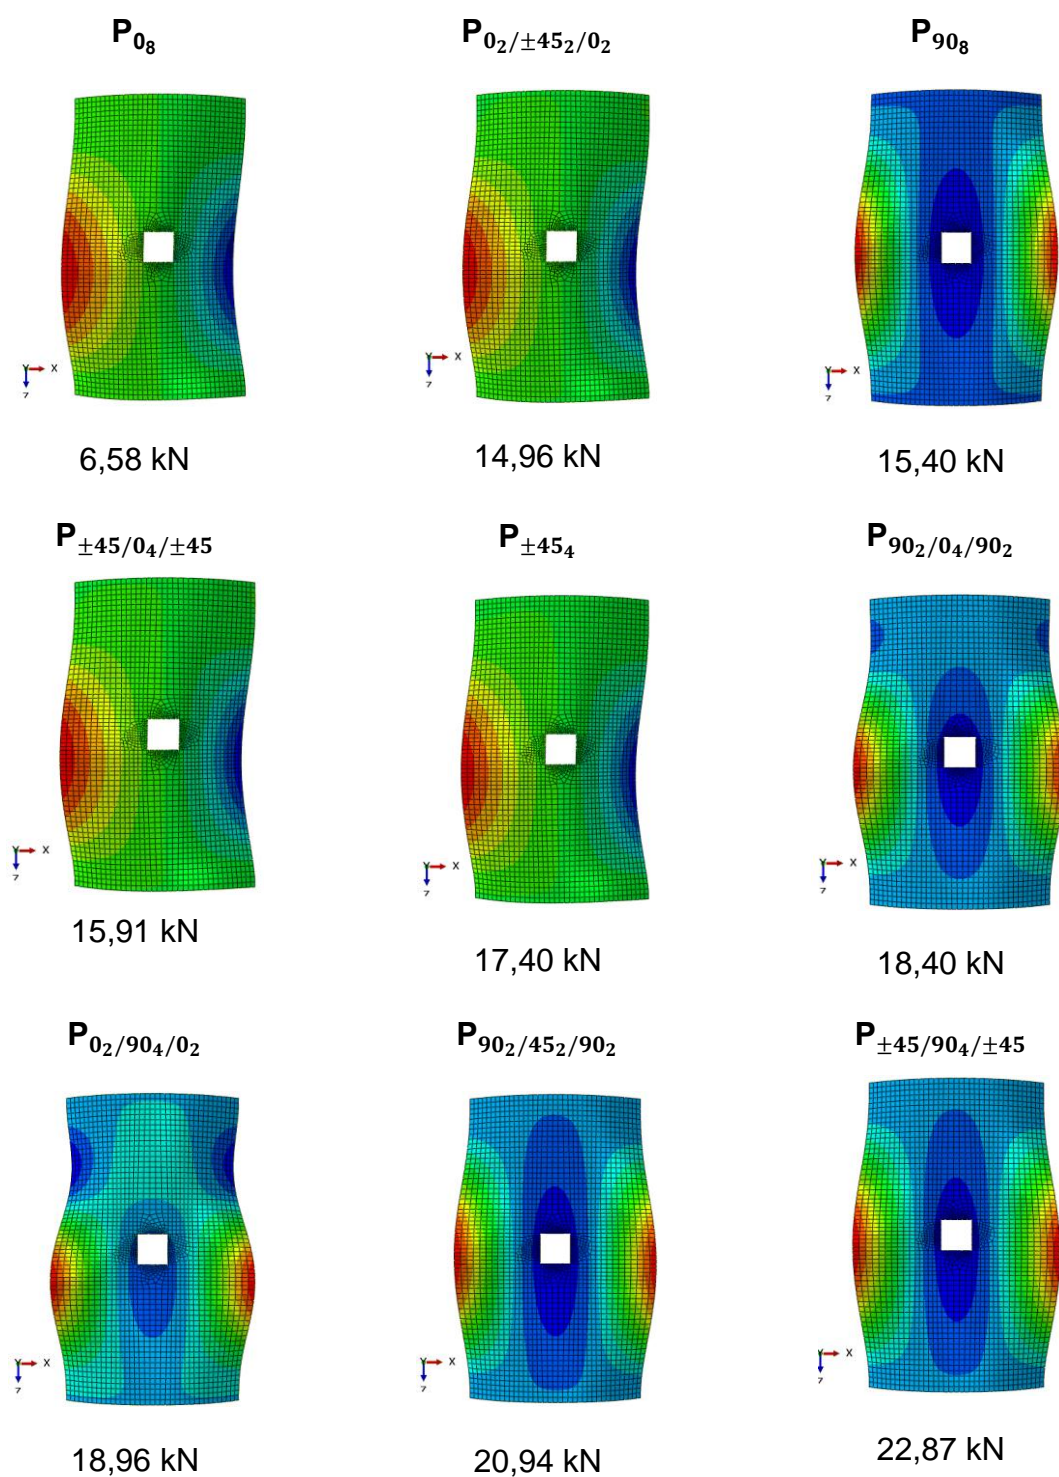 P₀₈ P₀₂/±₄₅₂/₀₂ P₉₀₈
Y X Y X Y X
Z Z Z
6,58 kN 14,96 kN 15,40 kN
P±₄₅/₀₄/±₄₅ P±₄₅₄ P₉₀₂/₀₄/₉₀₂
Y X Y X Y X
Z Z Z
15,91 kN 17,40 kN 18,40 kN
P₀₂/₉₀₄/₀₂ P₉₀₂/₄₅₂/₉₀₂ P±₄₅/₉₀₄/±₄₅
Y X Y X Y X
Z Z Z
18,96 kN 20,94 kN 22,87 kN